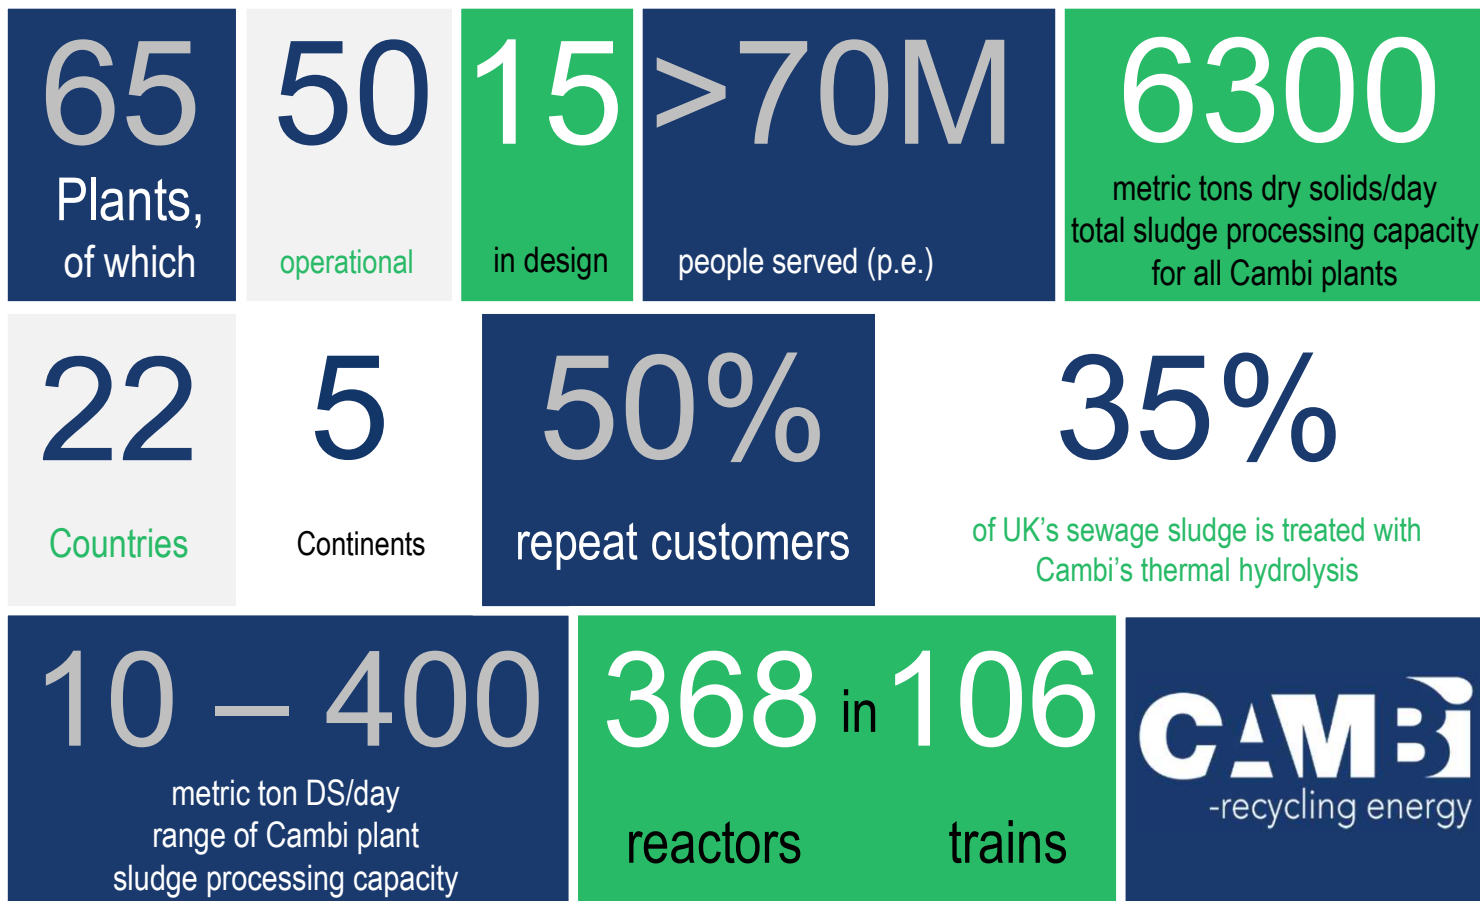 65
Plants,
of which
50
operational
15
in design
>70M
people served (p.e.)
6300
metric tons dry solids/day
total sludge processing capacity
for all Cambi plants
22
Countries
5
Continents
50%
repeat customers
35%
of UK's sewage sludge is treated with
Cambi's thermal hydrolysis
10 – 400
metric ton DS/day
range of Cambi plant
sludge processing capacity
368 in 106
reactors trains
CAMBi
-recycling energy